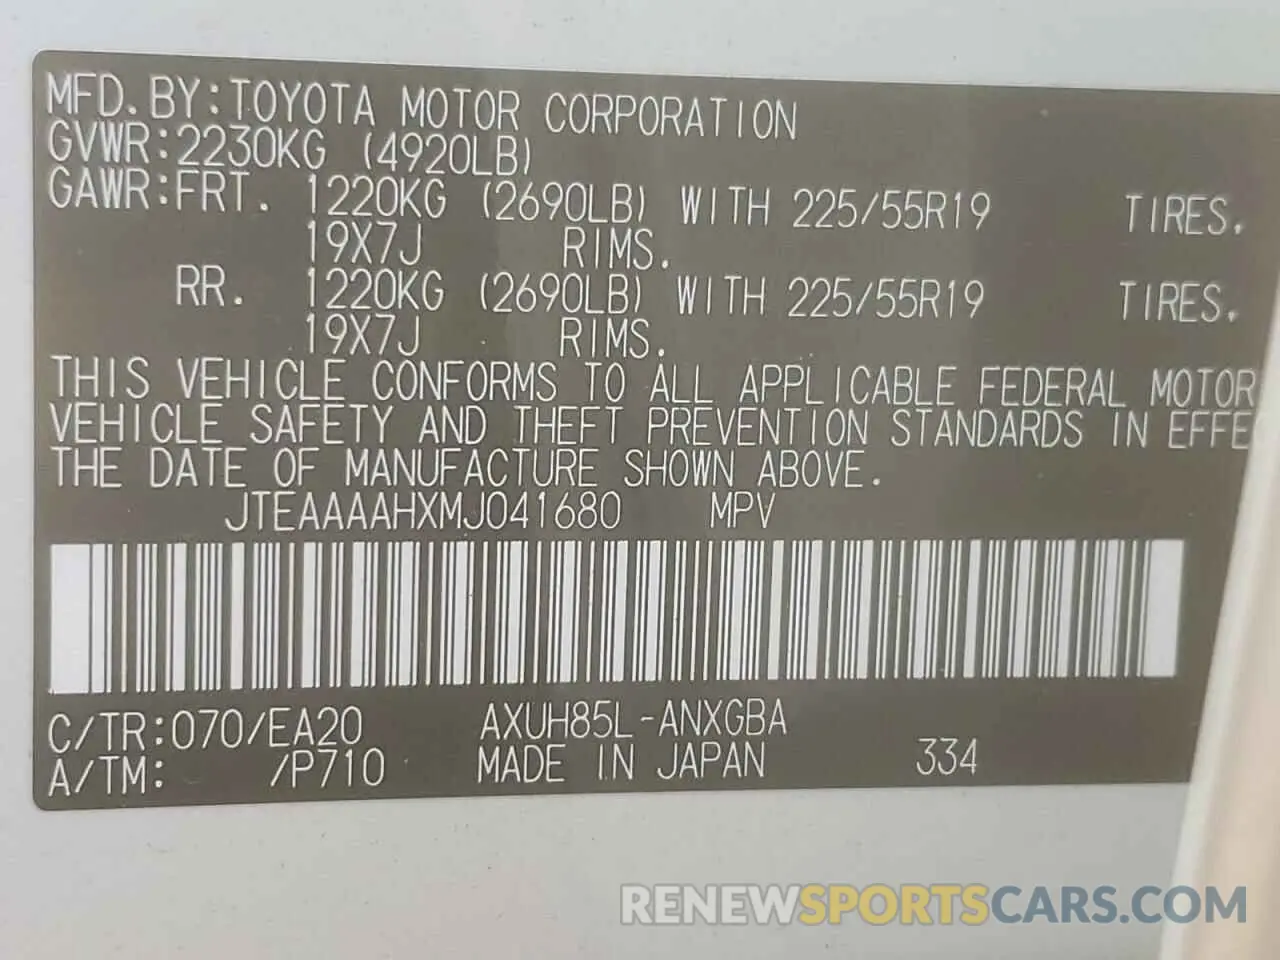 MFD. BY: TOYOTA MOTOR CORPORATION
GVWR: 2230KG (4920LB)
GAWR: FRT. 1220KG (2690LB) WITH 225/55R19 TIRES.
19X7J RIMS.
RR. 1220KG (2690LB) WITH 225/55R19 TIRES.
19X7J RIMS.
THIS VEHICLE CONFORMS TO ALL APPLICABLE FEDERAL MOTOR
VEHICLE SAFETY AND THEFT PREVENTION STANDARDS IN EFFE
THE DATE OF MANUFACTURE SHOWN ABOVE.
JTEAAAAHXMJ041680 MPV
C/TR: 070/EA20 AXUH85L-ANXGBA
A/TM: /P710 MADE IN JAPAN 334
RENEWSPORTSCARS.COM